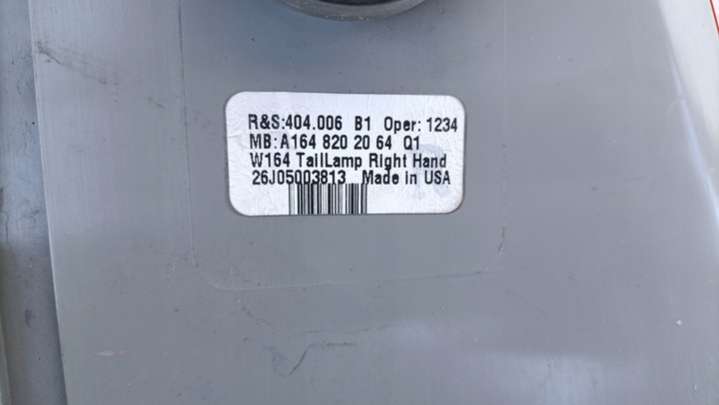 R&S:404.006 B1 Oper: 1234
MB:A164 820 20 64 Q1
W164 TailLamp Right Hand
26J05003813 Made in USA